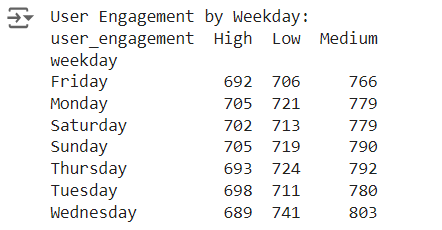 User Engagement by Weekday:
user_engagement  High  Low  Medium
weekday
Friday            692  706     766
Monday            705  721     779
Saturday          702  713     779
Sunday            705  719     790
Thursday          693  724     792
Tuesday           698  711     780
Wednesday         689  741     803